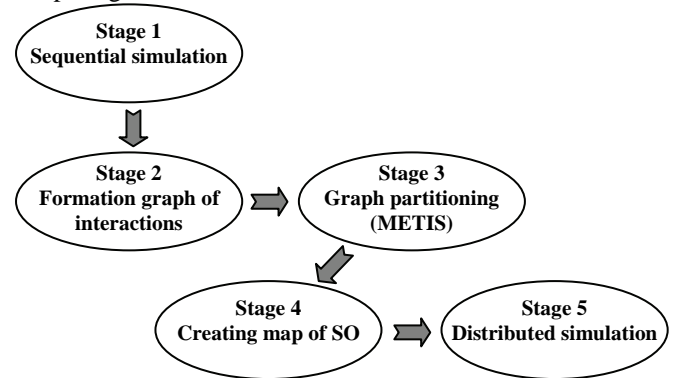 Stage 1
Sequential simulation
Stage 2
Formation graph of
interactions
Stage 3
Graph partitioning
(METIS)
Stage 4
Creating map of SO
Stage 5
Distributed simulation